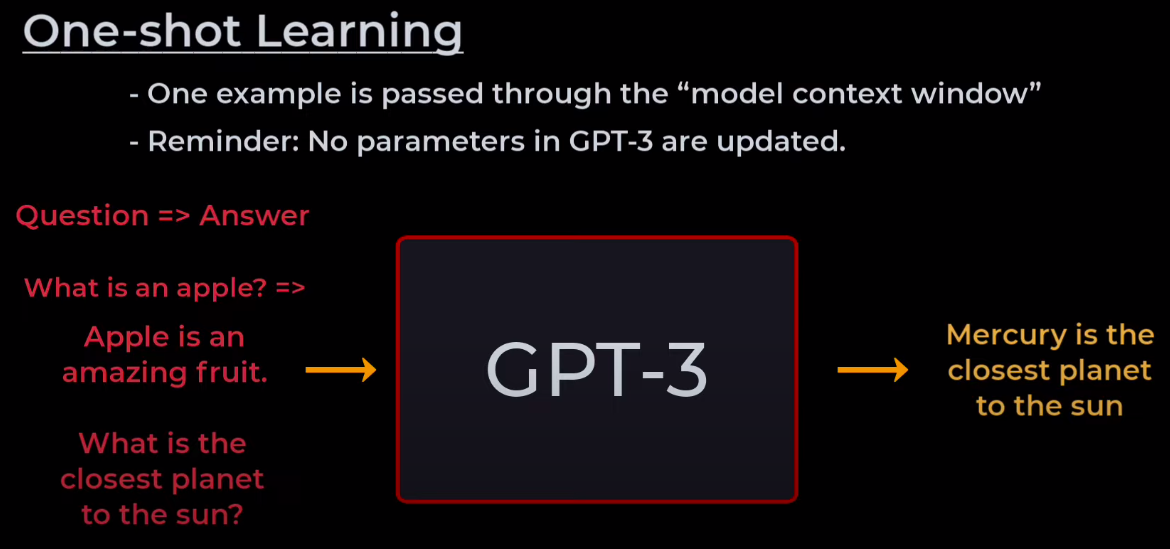 One-shot Learning
- One example is passed through the “model context window”
- Reminder: No parameters in GPT-3 are updated.
Question => Answer
What is an apple? =>
Apple is an
amazing fruit.
What is the
closest planet
to the sun?
GPT-3
Mercury is the
closest planet
to the sun